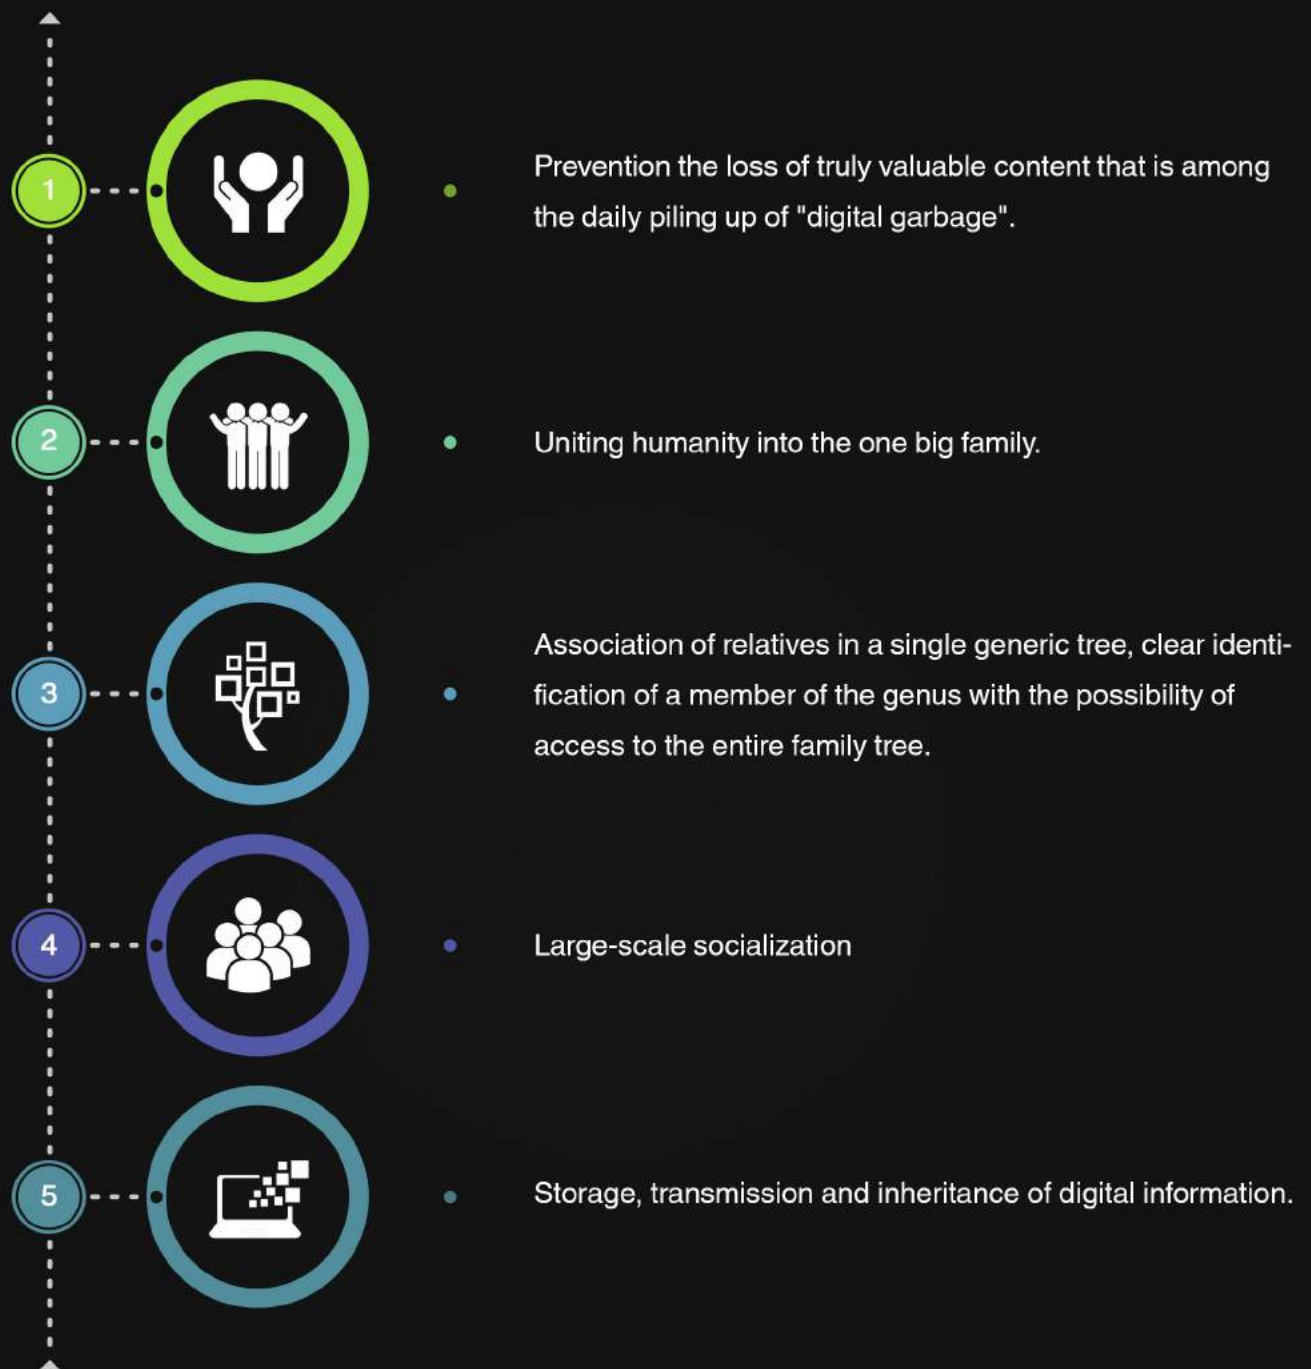 1
Prevention the loss of truly valuable content that is among
the daily piling up of "digital garbage".
2
Uniting humanity into the one big family.
3
Association of relatives in a single generic tree, clear identi-
fication of a member of the genus with the possibility of
access to the entire family tree.
4
Large-scale socialization
5
Storage, transmission and inheritance of digital information.